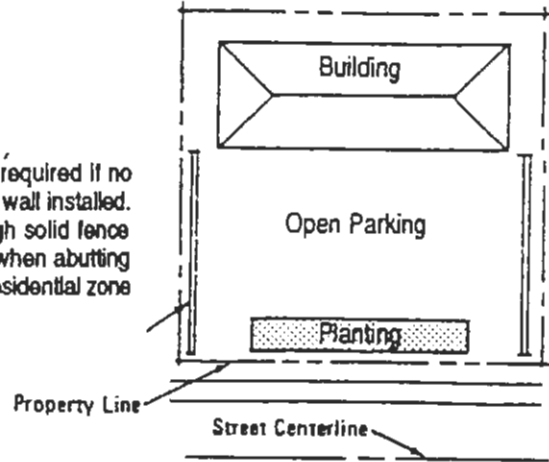 Building
required if no
wall installed.
gh solid fence
when abutting
sidential zone
Open Parking
Planting
Property Line
Street Centerline